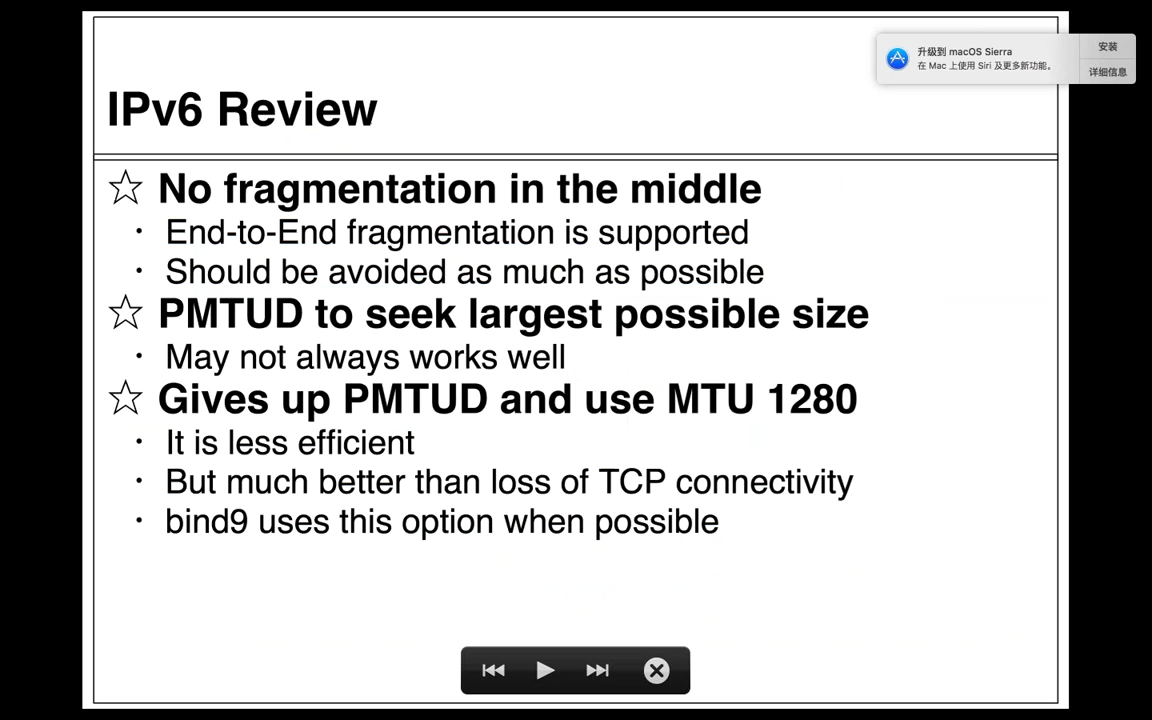 升级到 macOS Sierra
在 Mac 上使用 Siri 及更多新功能。
安装
详细信息
IPv6 Review
☆ No fragmentation in the middle
· End-to-End fragmentation is supported
· Should be avoided as much as possible
☆ PMTUD to seek largest possible size
· May not always works well
☆ Gives up PMTUD and use MTU 1280
· It is less efficient
· But much better than loss of TCP connectivity
· bind9 uses this option when possible